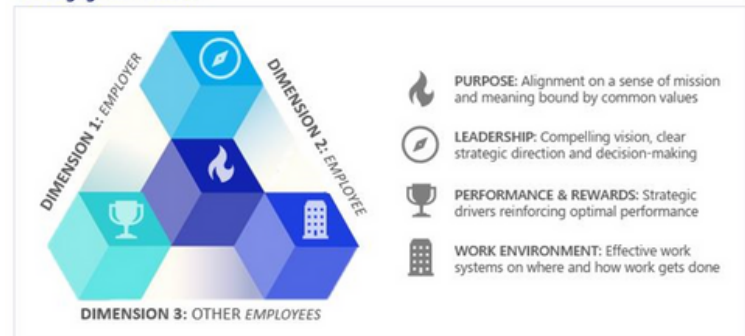 DIMENSION 1: EMPLOYER
DIMENSION 2: EMPLOYEE
DIMENSION 3: OTHER EMPLOYEES
PURPOSE: Alignment on a sense of mission
and meaning bound by common values
LEADERSHIP: Compelling vision, clear
strategic direction and decision-making
PERFORMANCE & REWARDS: Strategic
drivers reinforcing optimal performance
WORK ENVIRONMENT: Effective work
systems on where and how work gets done